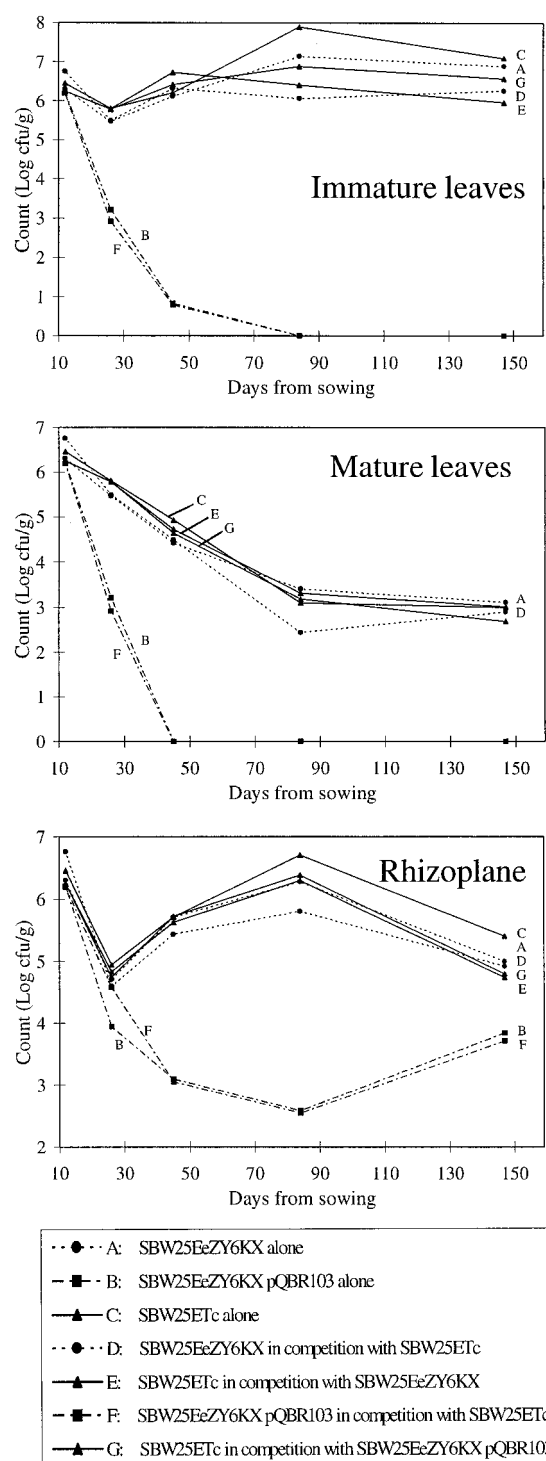 8
7
6
5
4
3
2
1
0
Count (Log cfu/g)
C
A
G
D
E
Immature leaves
B
F
10 30 50 70 90 110 130 150
Days from sowing
7
6
5
4
3
2
1
0
Count (Log cfu/g)
Mature leaves
C
E
G
A
D
B
F
10 30 50 70 90 110 130 150
Days from sowing
7
6
5
4
3
2
Count (Log cfu/g)
Rhizoplane
C
A
D
G
E
F
B
B
F
10 30 50 70 90 110 130 150
Days from sowing
A: SBW25EeZY6KX alone
B: SBW25EeZY6KX pQBR103 alone
C: SBW25ETc alone
D: SBW25EeZY6KX in competition with SBW25ETc
E: SBW25ETc in competition with SBW25EeZY6KX
F: SBW25EeZY6KX pQBR103 in competition with SBW25ETc
G: SBW25ETc in competition with SBW25EeZY6KX pQBR10